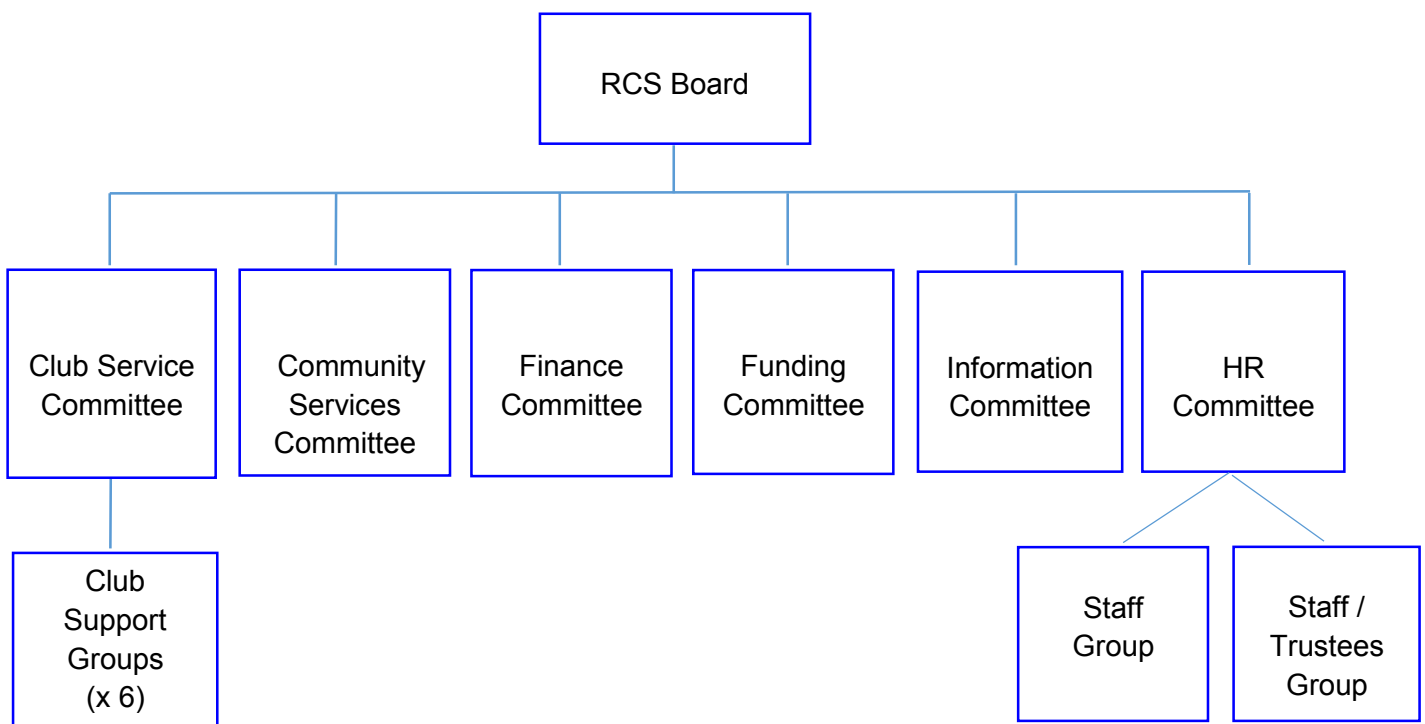 RCS Board
Club Service
Committee
Community
Services
Committee
Finance
Committee
Funding
Committee
Information
Committee
HR
Committee
Club
Support
Groups
(x 6)
Staff
Group
Staff /
Trustees
Group